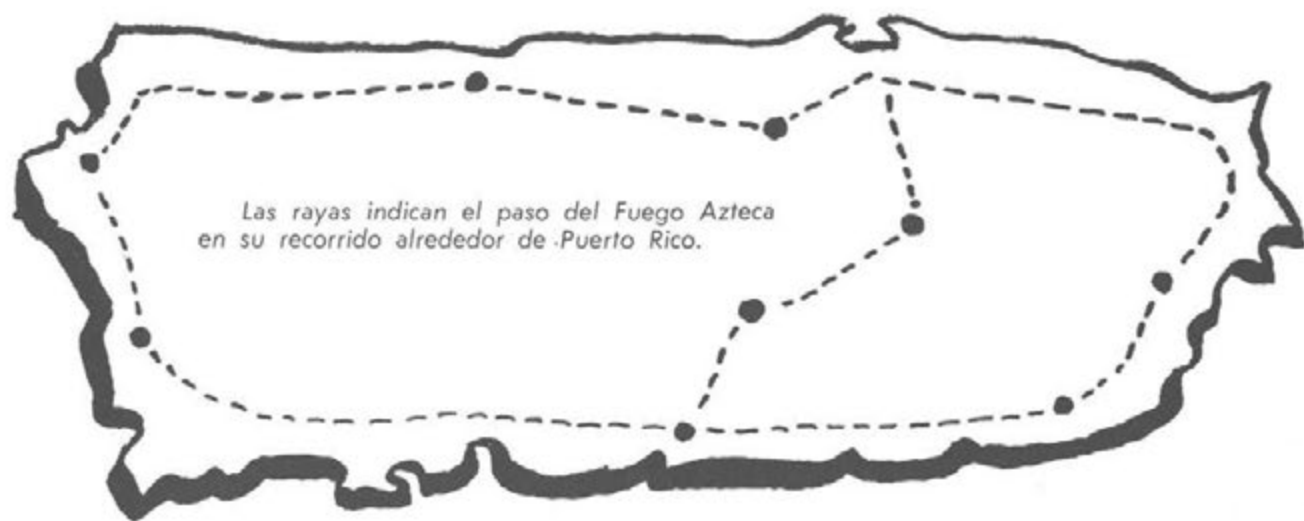 Las rayas indican el paso del Fuego Azteca
en su recorrido alrededor de Puerto Rico.